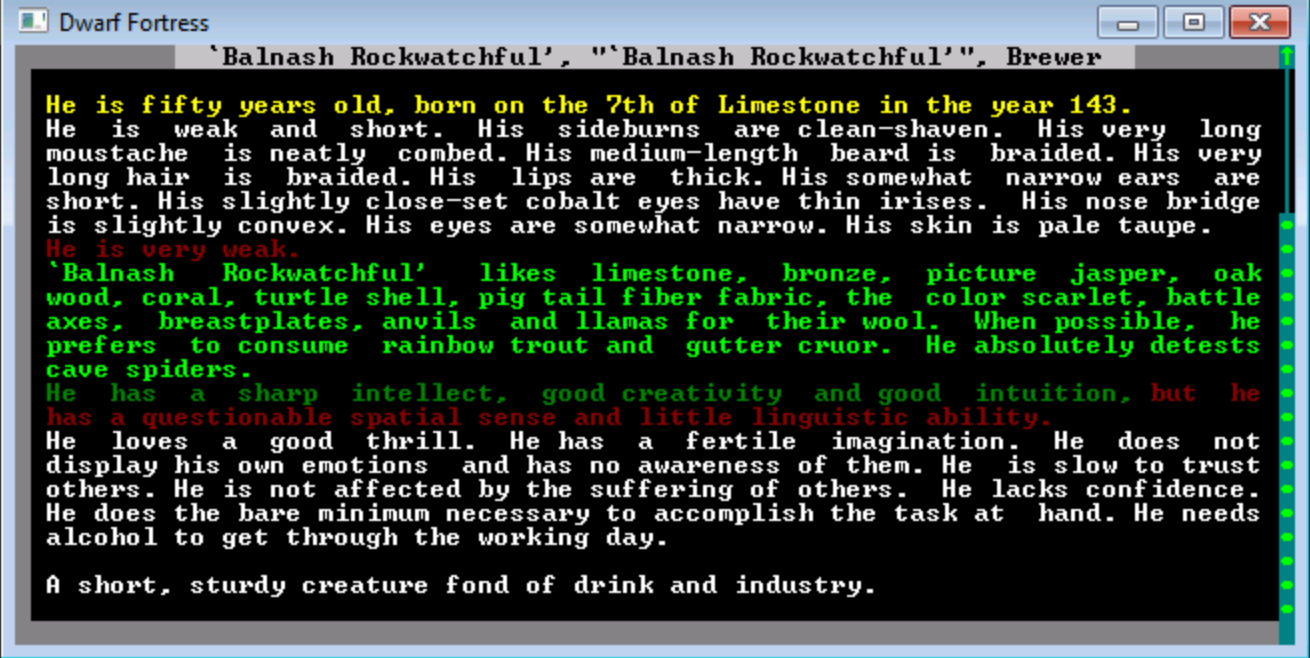 Dwarf Fortress
`Balnash Rockwatchful', "`Balnash Rockwatchful'", Brewer
He is fifty years old, born on the 7th of Limestone in the year 143.
He is weak and short. His sideburns are clean-shaven. His very long
moustache is neatly combed. His medium-length beard is braided. His very
long hair is braided. His lips are thick. His somewhat narrow ears are
short. His slightly close-set cobalt eyes have thin irises. His nose bridge
is slightly convex. His eyes are somewhat narrow. His skin is pale taupe.
He is very weak.
`Balnash Rockwatchful' likes limestone, bronze, picture jasper, oak
wood, coral, turtle shell, pig tail fiber fabric, the color scarlet, battle
axes, breastplates, anvils and llamas for their wool. When possible, he
prefers to consume rainbow trout and gutter cruor. He absolutely detests
cave spiders.
He has a sharp intellect, good creativity and good intuition, but he
has a questionable spatial sense and little linguistic ability.
He loves a good thrill. He has a fertile imagination. He does not
display his own emotions and has no awareness of them. He is slow to trust
others. He is not affected by the suffering of others. He lacks confidence.
He does the bare minimum necessary to accomplish the task at hand. He needs
alcohol to get through the working day.
A short, sturdy creature fond of drink and industry.